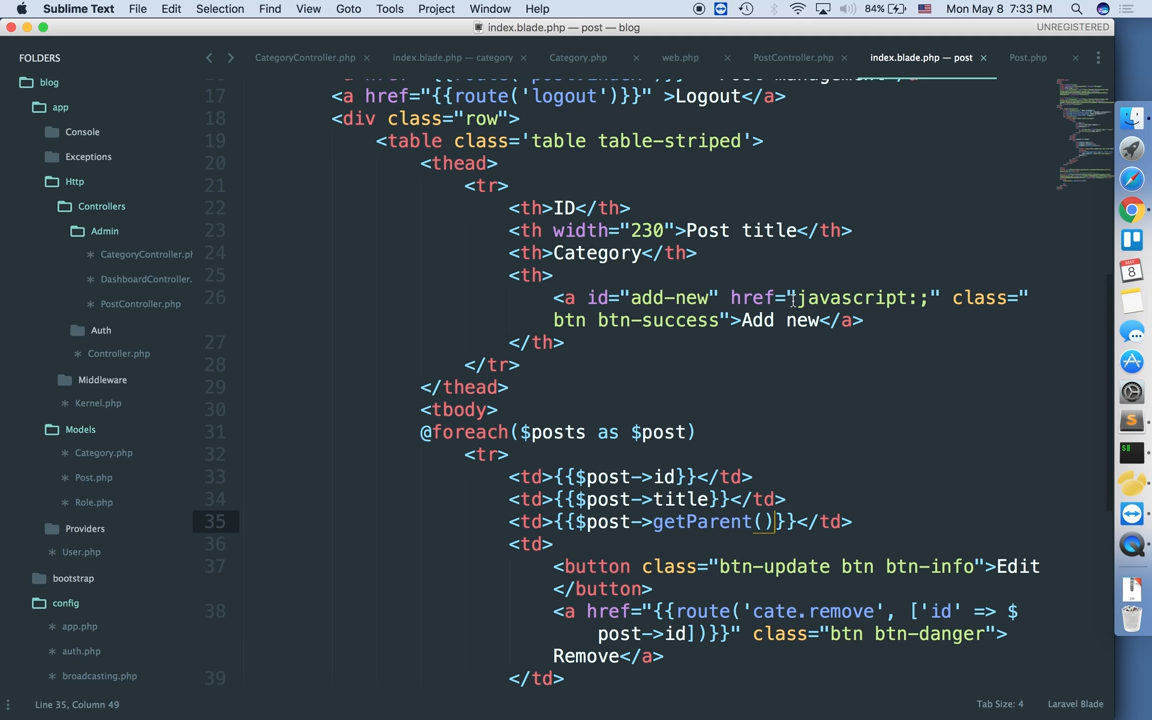 Sublime Text File Edit Selection Find View Goto Tools Project Window Help 84% Mon May 8 7:33 PM
index.blade.php — post — blog UNREGISTERED
FOLDERS
CategoryController.php index.blade.php — category Category.php web.php PostController.php index.blade.php — post Post.php
blog
app
Console
Exceptions
Http
Controllers
Admin
CategoryController.ph
DashboardController.
PostController.php
Auth
Controller.php
Middleware
Kernel.php
Models
Category.php
Post.php
Role.php
Providers
User.php
bootstrap
config
app.php
auth.php
broadcasting.php
17 <a href="{{route('logout')}}" >Logout</a>
18 <div class="row">
19 <table class='table table-striped'>
20 <thead>
21 <tr>
22 <th>ID</th>
23 <th width="230">Post title</th>
24 <th>Category</th>
25 <th>
26 <a id="add-new" href="javascript:;" class="
btn btn-success">Add new</a>
27 </th>
28 </tr>
29 </thead>
30 <tbody>
31 @foreach($posts as $post)
32 <tr>
33 <td>{{$post->id}}</td>
34 <td>{{$post->title}}</td>
35 <td>{{$post->getParent()}}</td>
36 <td>
37 <button class="btn-update btn btn-info">Edit
</button>
38 <a href="{{route('cate.remove', ['id' => $
post->id])}}" class="btn btn-danger">
Remove</a>
39 </td>
Line 35, Column 49 Tab Size: 4 Laravel Blade